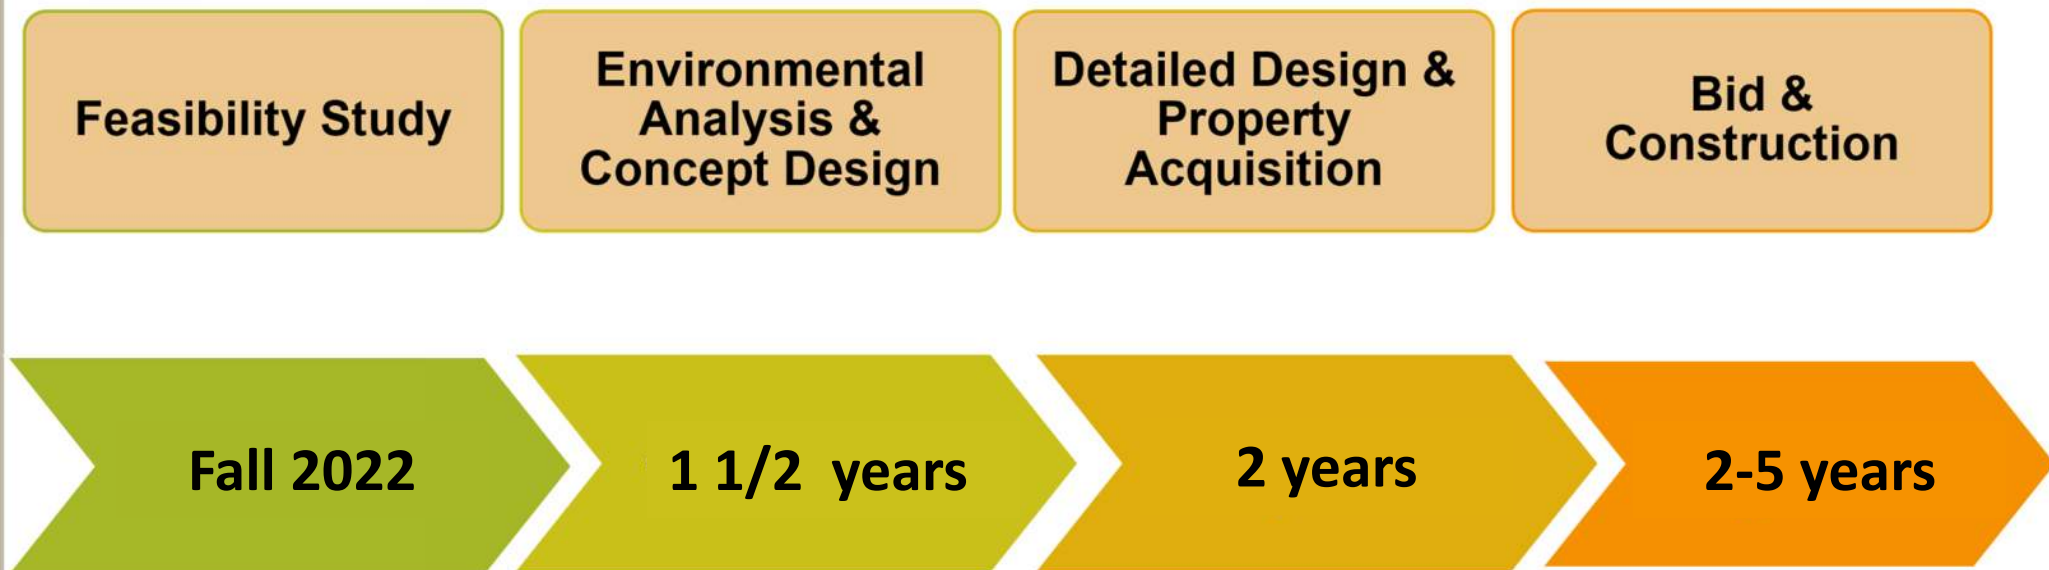 Feasibility Study
Environmental
Analysis &
Concept Design
Detailed Design &
Property
Acquisition
Bid &
Construction
Fall 2022
1 1/2 years
2 years
2-5 years